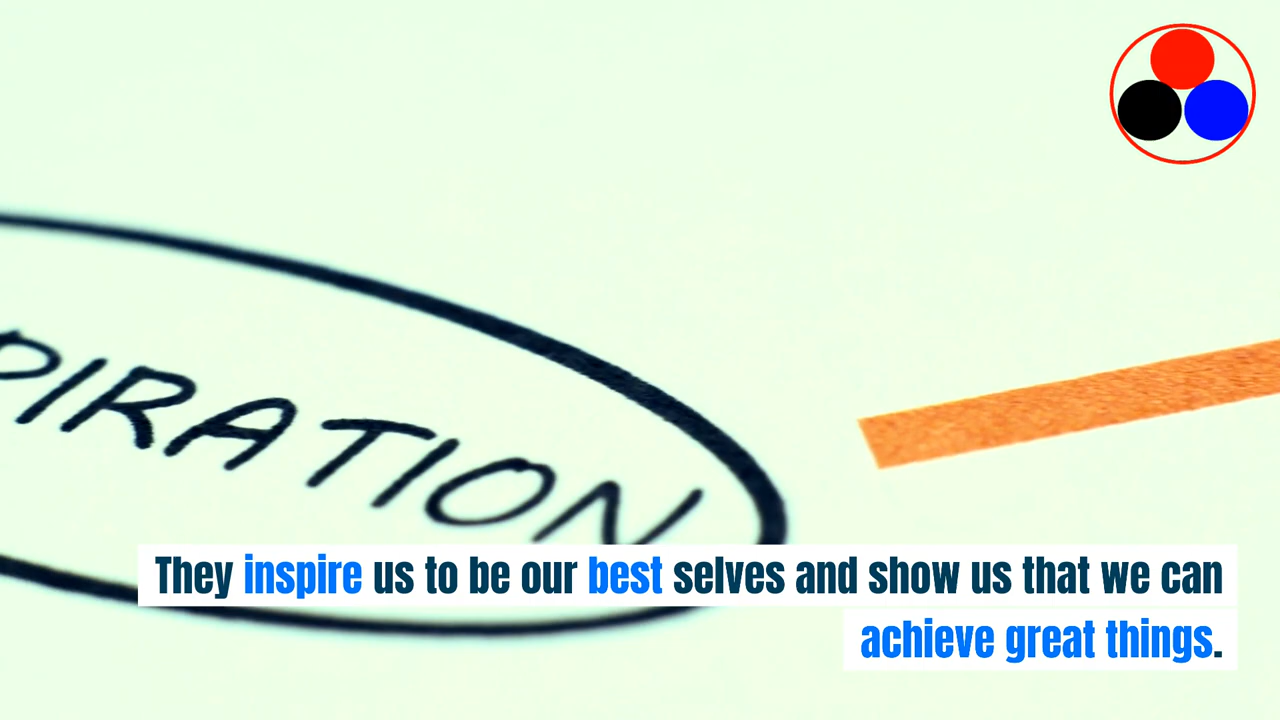 PIRATION
They inspire us to be our best selves and show us that we can
achieve great things.